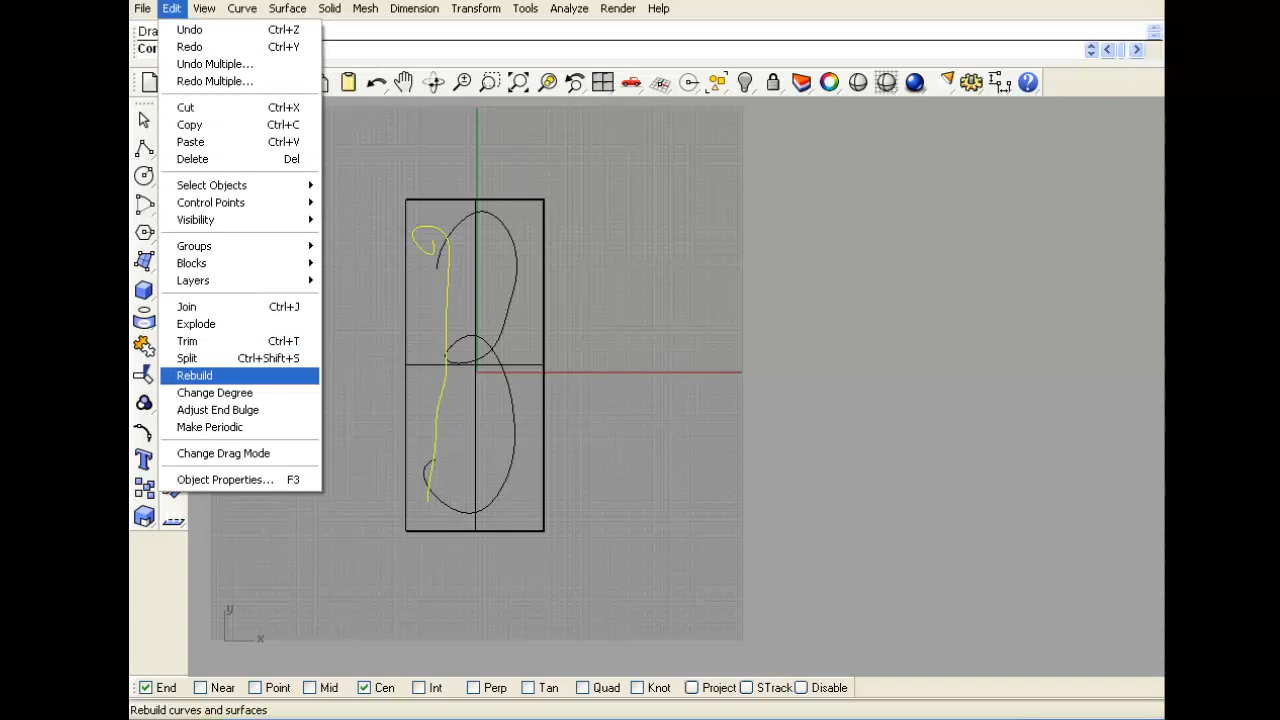 File Edit View Curve Surface Solid Mesh Dimension Transform Tools Analyze Render Help
Dra
Cor
Undo Ctrl+Z
Redo Ctrl+Y
Undo Multiple...
Redo Multiple...
Cut Ctrl+X
Copy Ctrl+C
Paste Ctrl+V
Delete Del
Select Objects
Control Points
Visibility
Groups
Blocks
Layers
Join Ctrl+J
Explode
Trim Ctrl+T
Split Ctrl+Shift+S
Rebuild
Change Degree
Adjust End Bulge
Make Periodic
Change Drag Mode
Object Properties... F3
y
x
End Near Point Mid Cen Int Perp Tan Quad Knot Project STrack Disable
Rebuild curves and surfaces